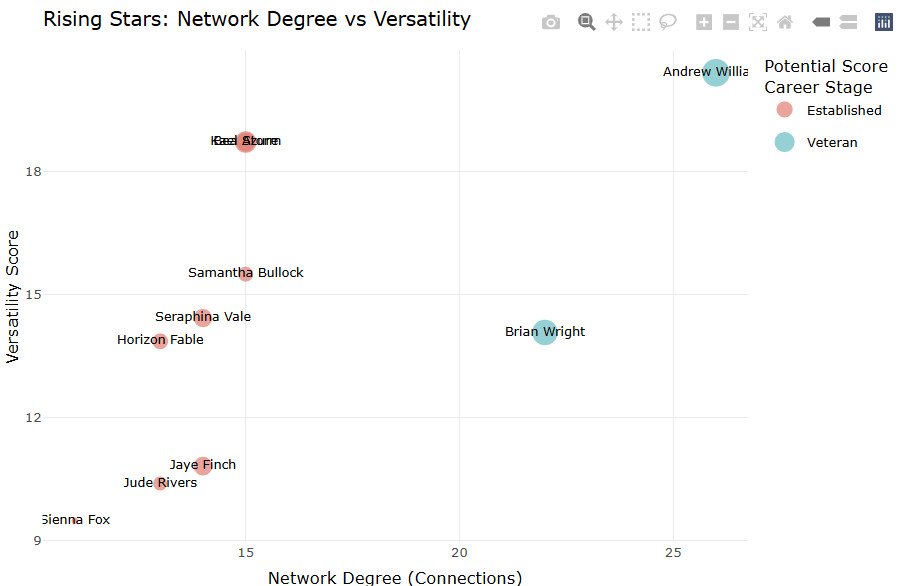 Rising Stars: Network Degree vs Versatility
Potential Score
Career Stage
Established
Veteran
Andrew Willia
Samantha Bullock
Seraphina Vale
Horizon Fable
Brian Wright
Jaye Finch
Jude Rivers
Sienna Fox
Versatility Score
18
15
12
9
15
20
25
Network Degree (Connections)